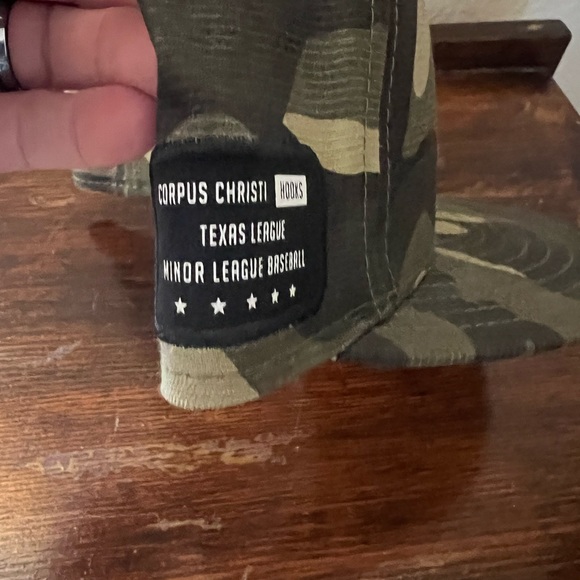 CORPUS CHRISTI HOOKS
TEXAS LEAGUE
MINOR LEAGUE BASEBALL